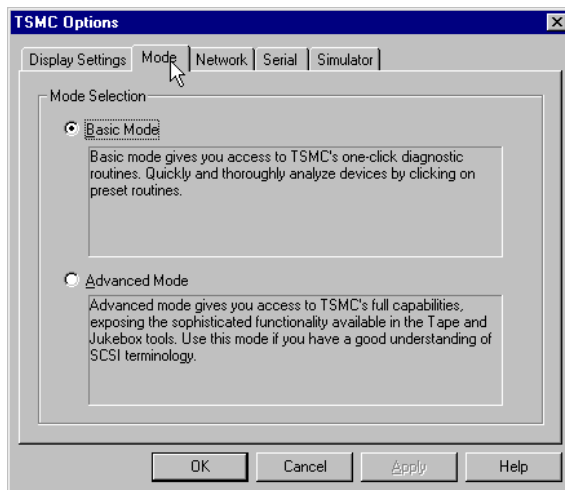 TSMC Options
Display Settings Mode Network Serial Simulator
Mode Selection
Basic Mode
Basic mode gives you access to TSMC's one-click diagnostic
routines. Quickly and thoroughly analyze devices by clicking on
preset routines.
Advanced Mode
Advanced mode gives you access to TSMC's full capabilities,
exposing the sophisticated functionality available in the Tape and
Jukebox tools. Use this mode if you have a good understanding of
SCSI terminology.
OK Cancel Apply Help